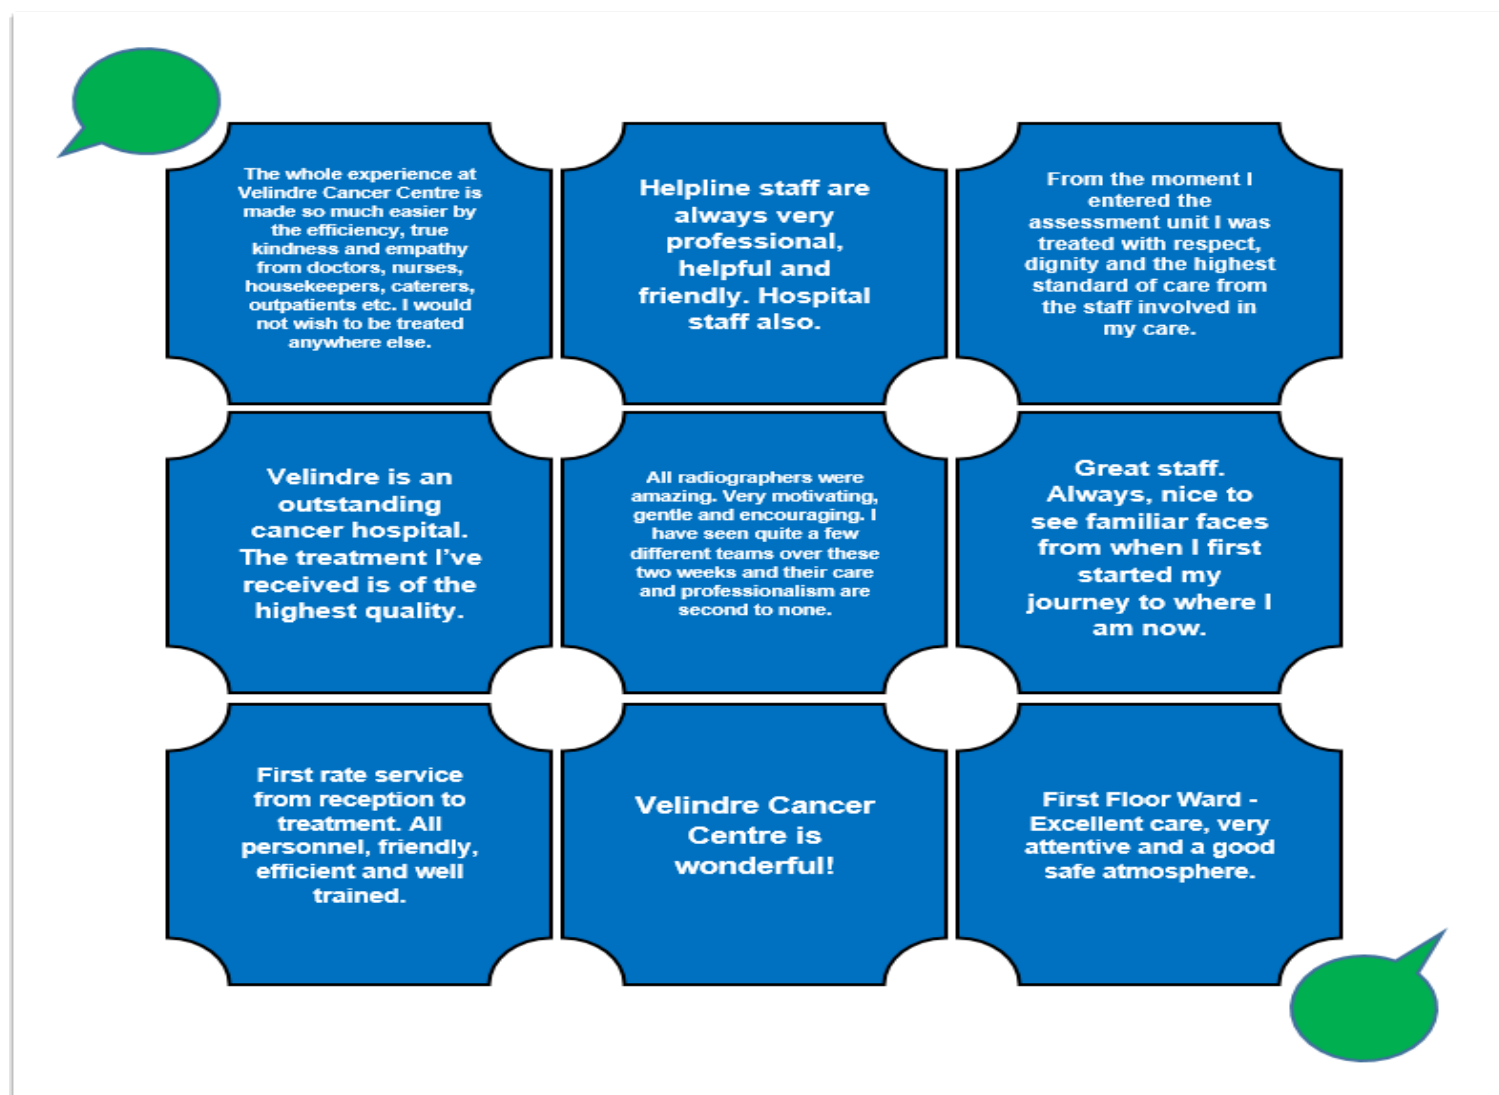 The whole experience at
Velindre Cancer Centre is
made so much easier by
the efficiency, true
kindness and empathy
from doctors, nurses,
housekeepers, caterers,
outpatients etc. I would
not wish to be treated
anywhere else.
Helpline staff are
always very
professional,
helpful and
friendly. Hospital
staff also.
From the moment I
entered the
assessment unit I was
treated with respect,
dignity and the highest
standard of care from
the staff involved in
my care.
Velindre is an
outstanding
cancer hospital.
The treatment I’ve
received is of the
highest quality.
All radiographers were
amazing. Very motivating,
gentle and encouraging. I
have seen quite a few
different teams over these
two weeks and their care
and professionalism are
second to none.
Great staff.
Always, nice to
see familiar faces
from when I first
started my
journey to where I
am now.
First rate service
from reception to
treatment. All
personnel, friendly,
efficient and well
trained.
Velindre Cancer
Centre is
wonderful!
First Floor Ward -
Excellent care, very
attentive and a good
safe atmosphere.